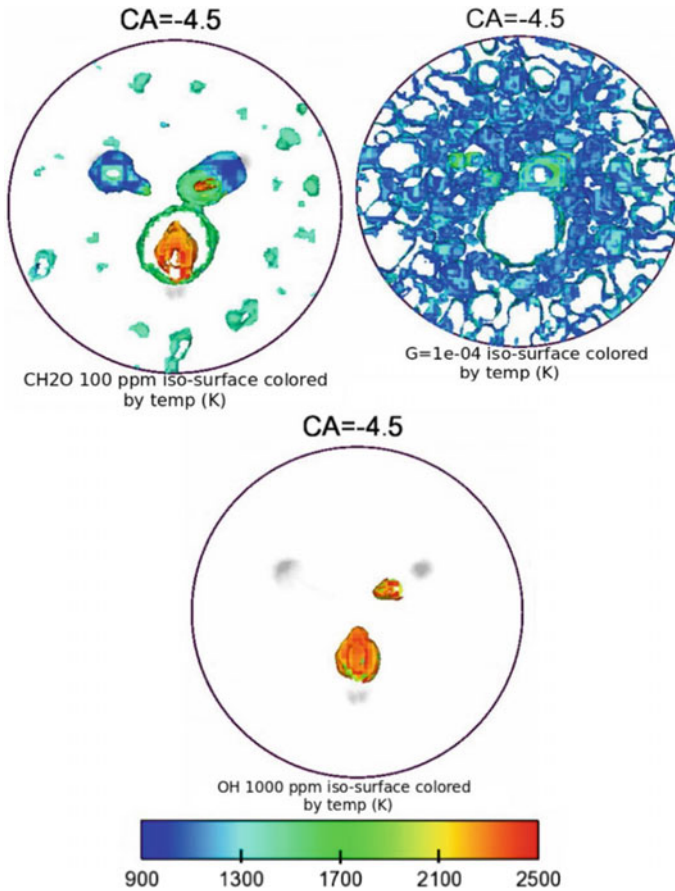 CA=-4.5
CA=-4.5
CH2O 100 ppm iso-surface colored
by temp (K)
G=1e-04 iso-surface colored
by temp (K)
CA=-4.5
OH 1000 ppm iso-surface colored
by temp (K)
900 1300 1700 2100 2500